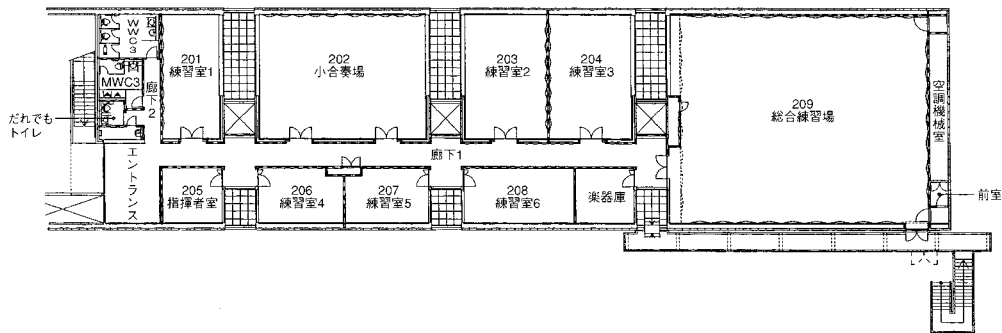 WWC3
MWC3
だれでも
トイレ
廊下2
エントランス
201
練習室1
202
小合奏場
203
練習室2
204
練習室3
209
総合練習場
空調機械室
前室
廊下1
205
指揮者室
206
練習室4
207
練習室5
208
練習室6
楽器庫